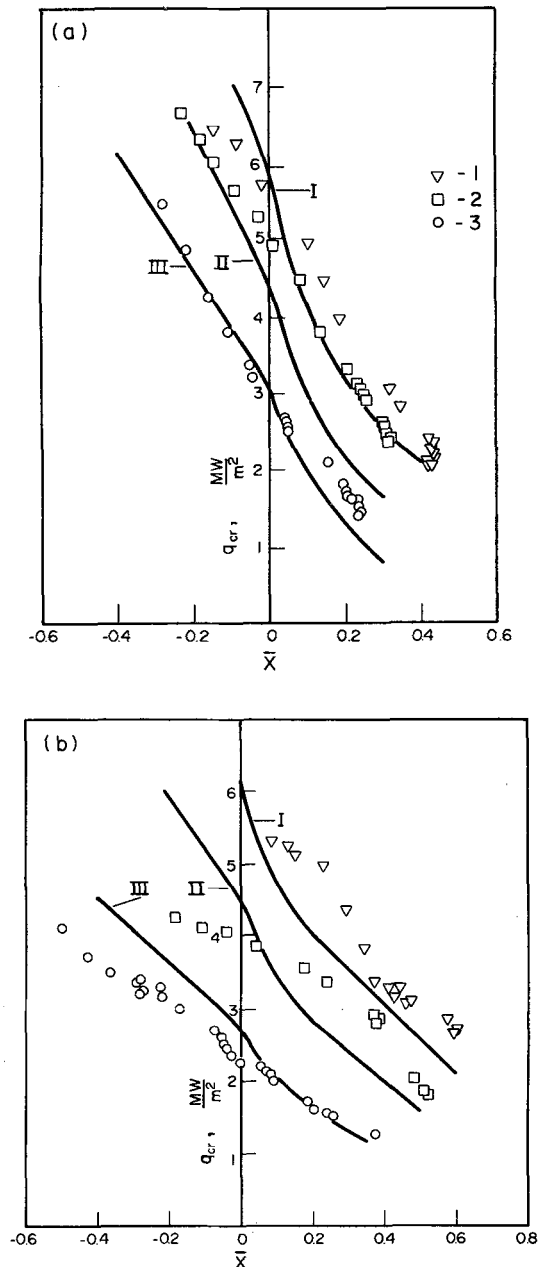 (a)
7
6
5
4
3
2
1
I
II
III
▽ -1
□ -2
○ -3
MW/m²
q_cr,
-0.6 -0.4 -0.2 0 0.2 0.4 0.6
X̄
(b)
6
5
4
3
2
1
I
III II
MW/m²
q_cr,
-0.6 -0.4 -0.2 0 0.2 0.4 0.6 0.8
X̄